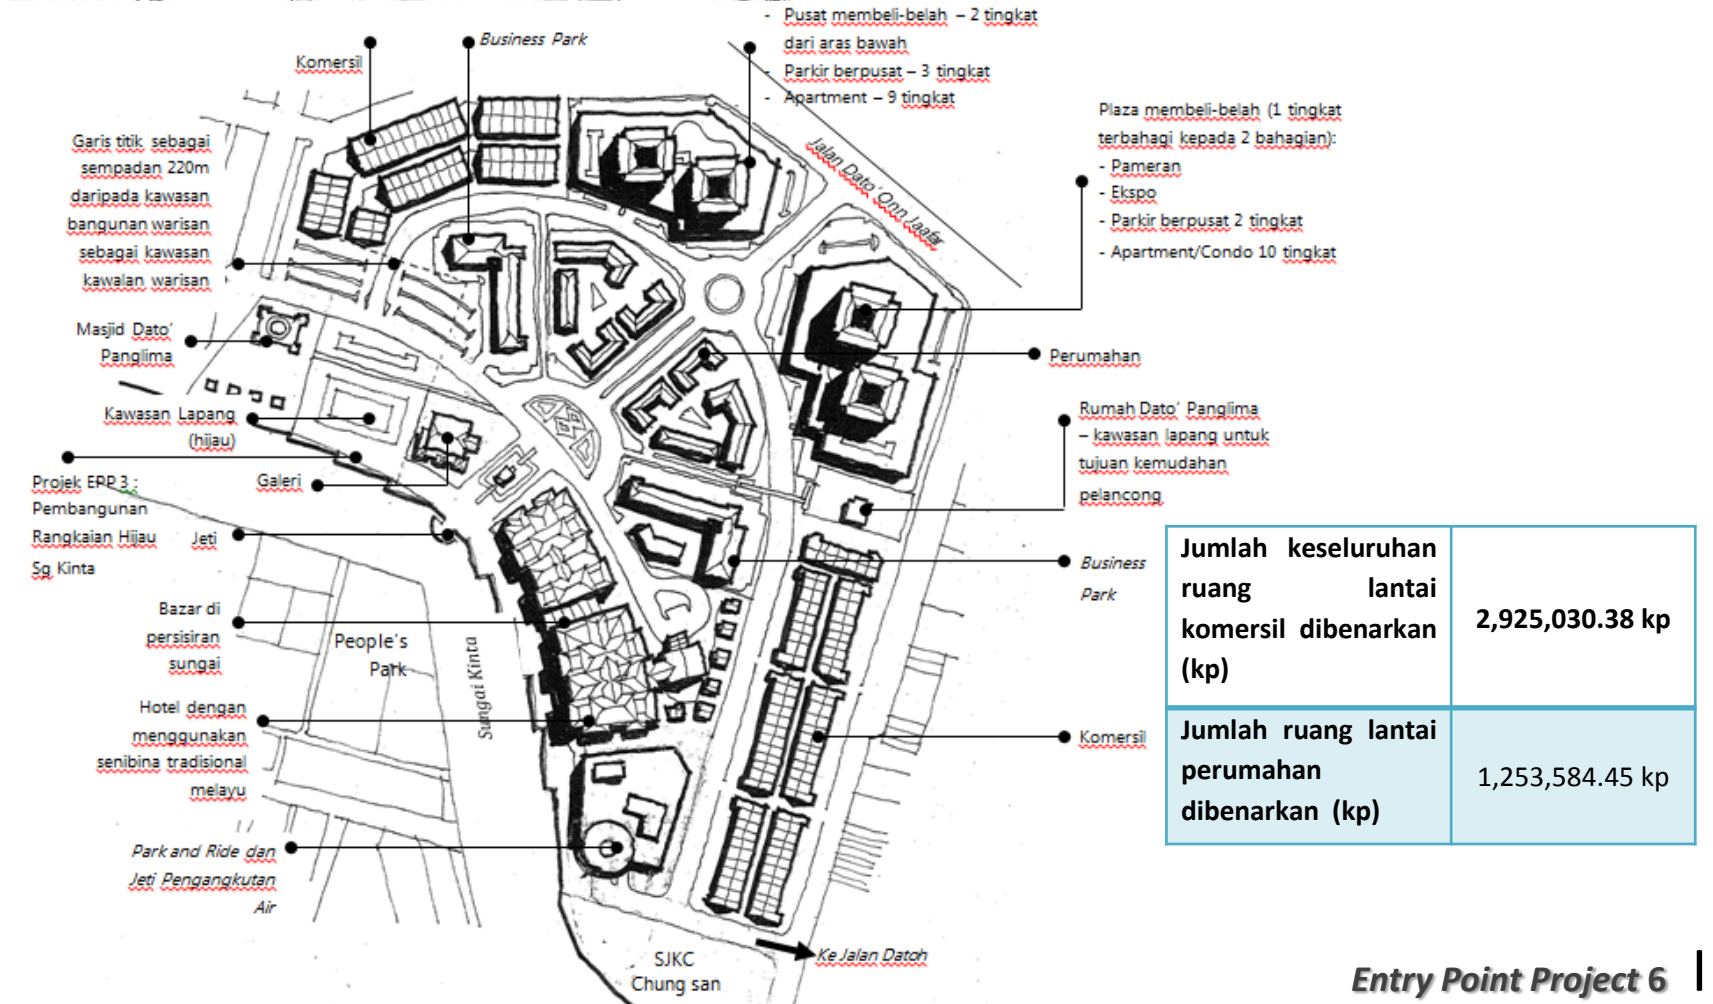 - Pusat membeli-belah – 2 tingkat
dari aras bawah
- Parkir berpusat – 3 tingkat
- Apartment – 9 tingkat
Business Park
Komersil
Plaza membeli-belah (1 tingkat
terbahagi kepada 2 bahagian):
- Pameran
- Ekspo
- Parkir berpusat 2 tingkat
- Apartment/Condo 10 tingkat
Jalan Dato' Onn Jaafar
Garis titik sebagai
sempadan 220m
daripada kawasan
bangunan warisan
sebagai kawasan
kawalan warisan
Masjid Dato'
Panglima
Perumahan
Kawasan Lapang
(hijau)
Rumah Dato' Panglima
– kawasan lapang untuk
tujuan kemudahan
pelancong
Projek EPP 3 :
Pembangunan
Rangkaian Hijau
Sg Kinta
Galeri
Jeti
Business
Park
Bazar di
persisiran
sungai
People's
Park
Sungai Kinta
Hotel dengan
menggunakan
senibina tradisional
melayu
Komersil
Park and Ride dan
Jeti Pengangkutan
Air
Ke Jalan Datoh
SJKC
Chung san
Jumlah keseluruhan
ruang lantai
komersil dibenarkan
(kp)
2,925,030.38 kp
Jumlah ruang lantai
perumahan
dibenarkan (kp)
1,253,584.45 kp
Entry Point Project 6